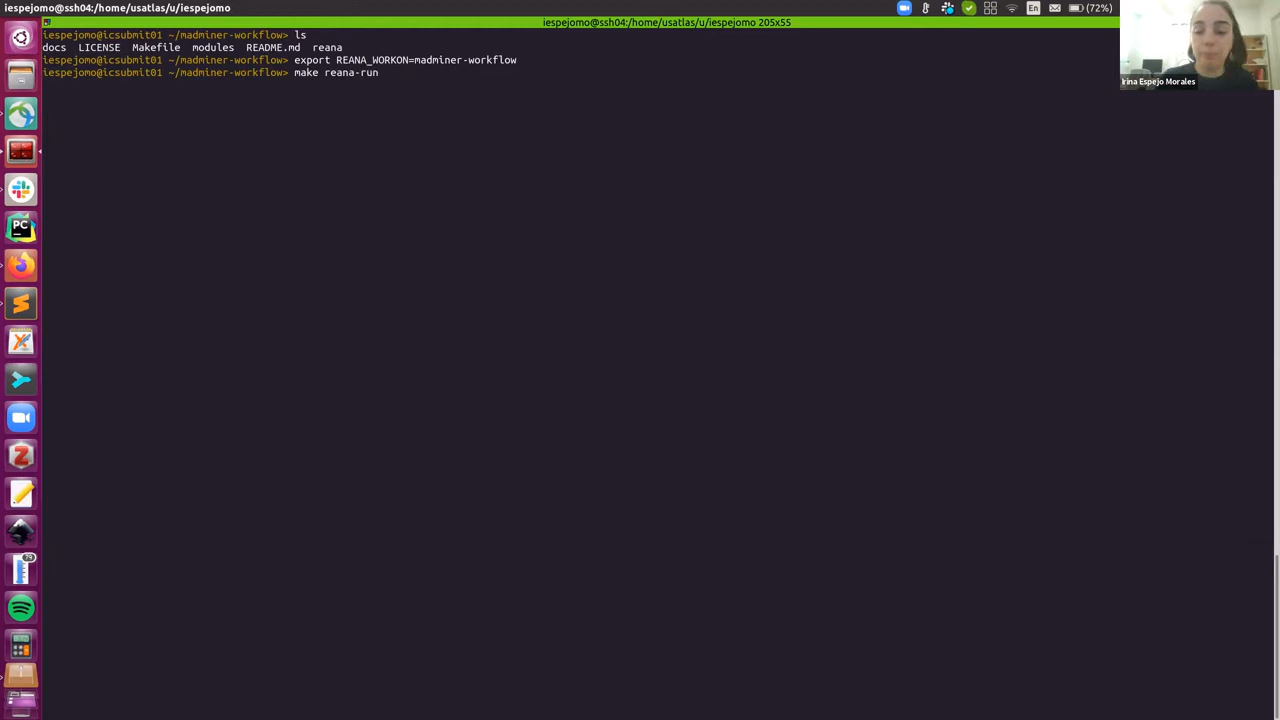 iespejomo@ssh04:/home/usatlas/u/iespejomo
En
(72%)
iespejomo@ssh04:/home/usatlas/u/iespejomo 205x55
iespejomo@icsubmit01 ~/madminer-workflow> ls
docs LICENSE Makefile modules README.md reana
iespejomo@icsubmit01 ~/madminer-workflow> export REANA_WORKON=madminer-workflow
iespejomo@icsubmit01 ~/madminer-workflow> make reana-run
Irina Espejo Morales
PC
Z